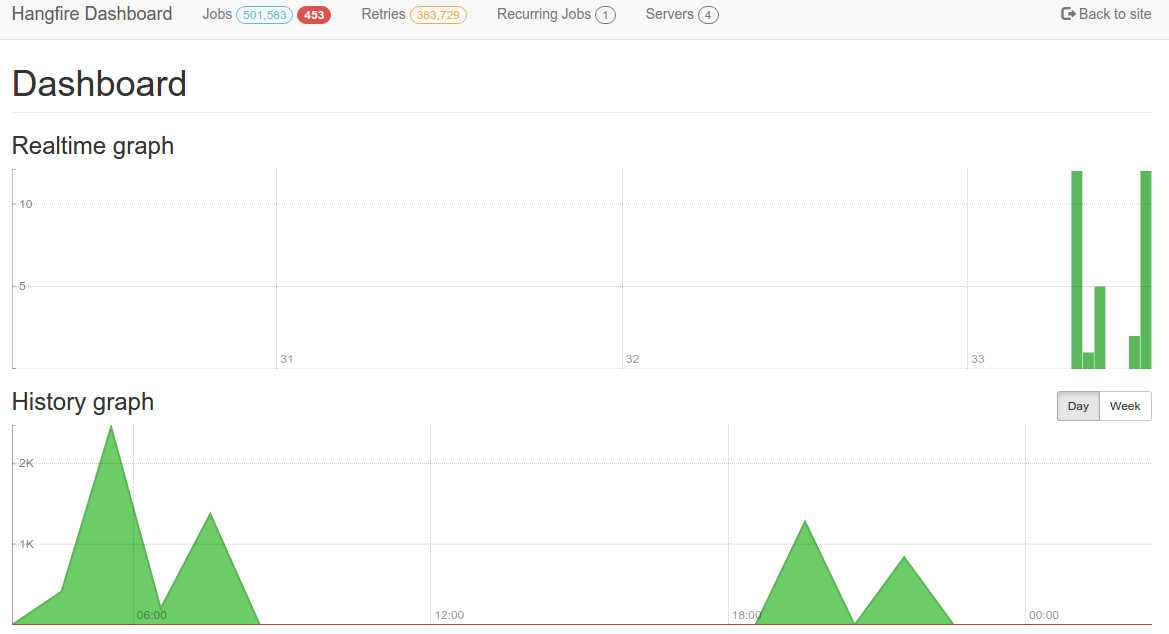 Hangfire Dashboard Jobs 501,583 453 Retries 383,729 Recurring Jobs 1 Servers 4 Back to site
Dashboard
Realtime graph
10
5
31 32 33
History graph Day Week
2K
1K
06:00 12:00 18:00 00:00